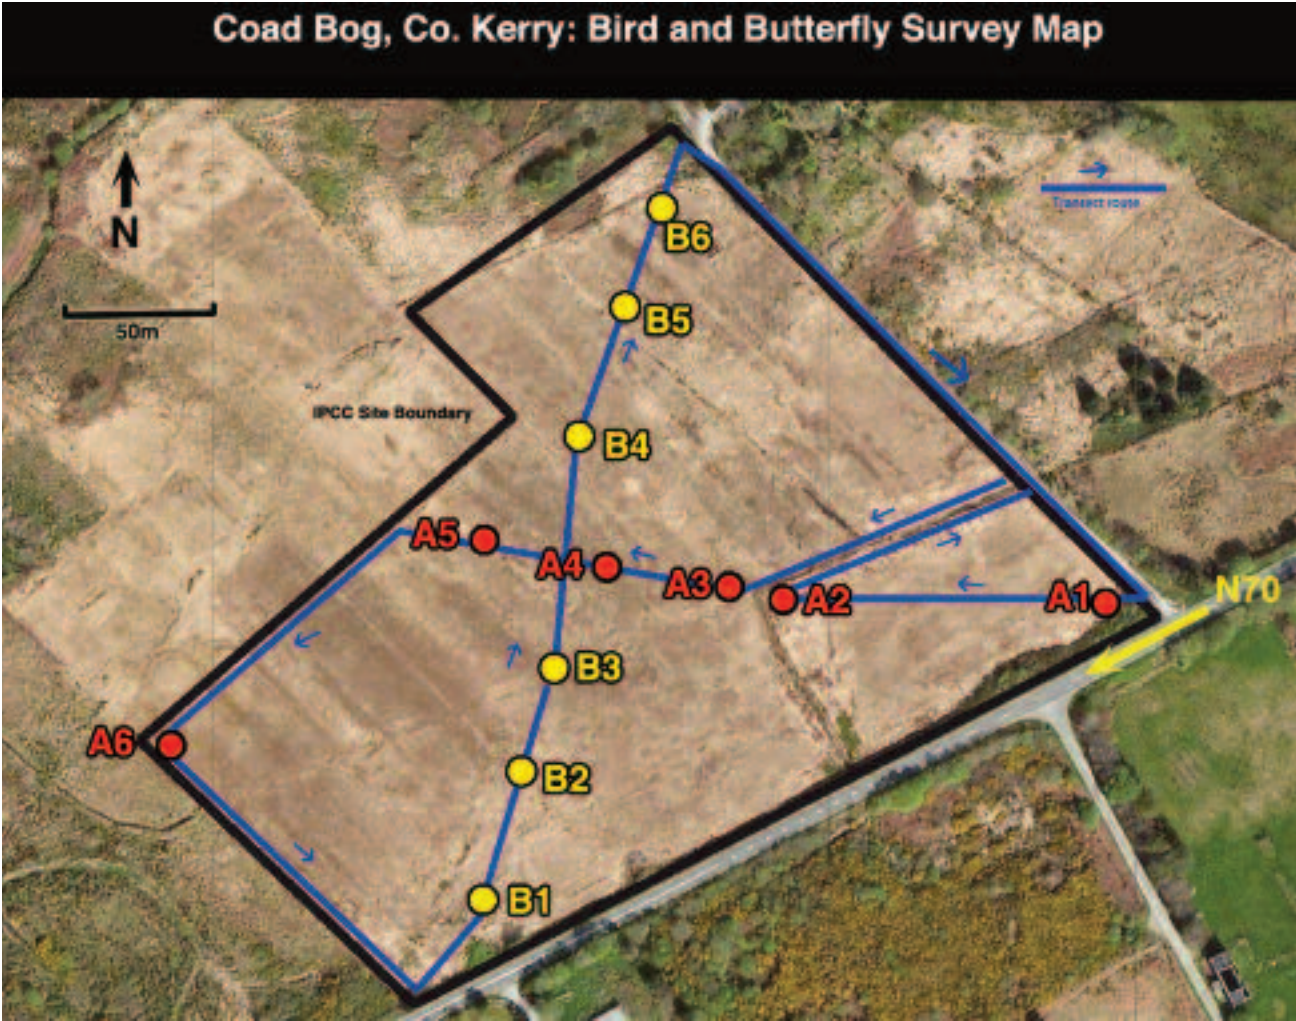 Coad Bog, Co. Kerry: Bird and Butterfly Survey Map
N
50m
Transect route
B6
B5
IPCC Site Boundary
B4
A5
A4
A3
A2
A1
N70
B3
A6
B2
B1